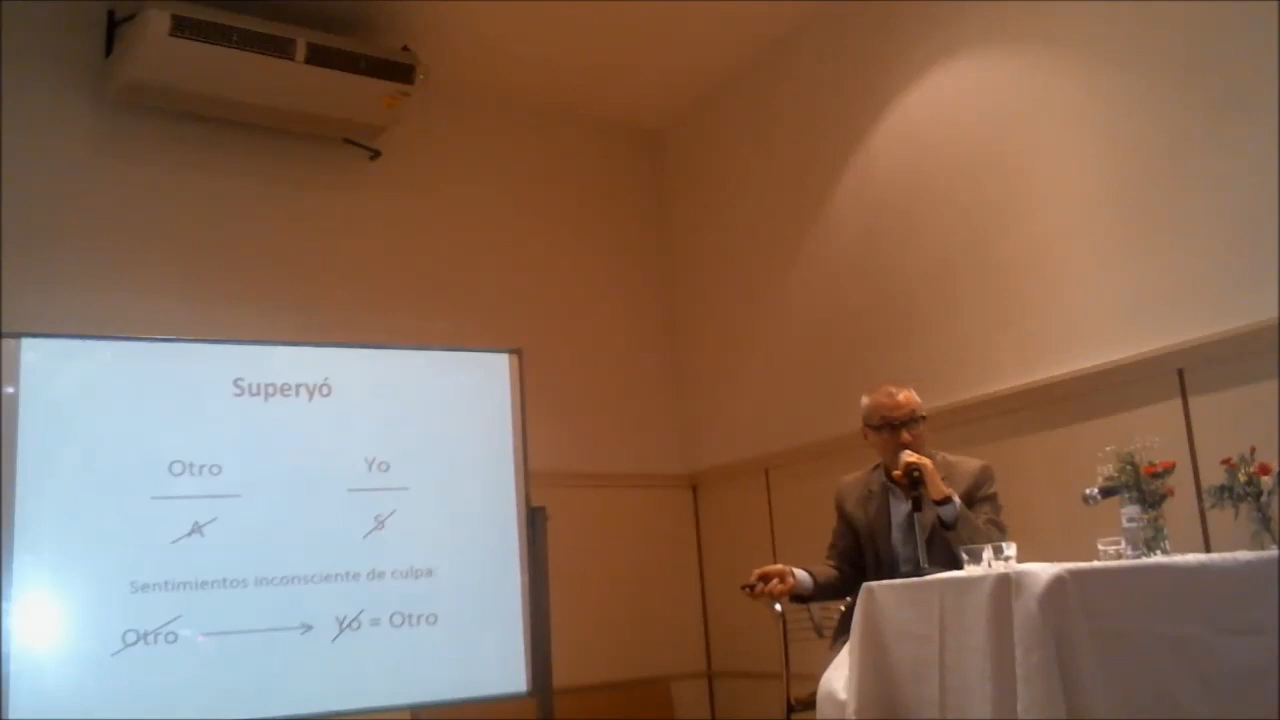 Superyó
Otro Yo
A S
Sentimientos inconsciente de culpa:
Otro → Yo = Otro